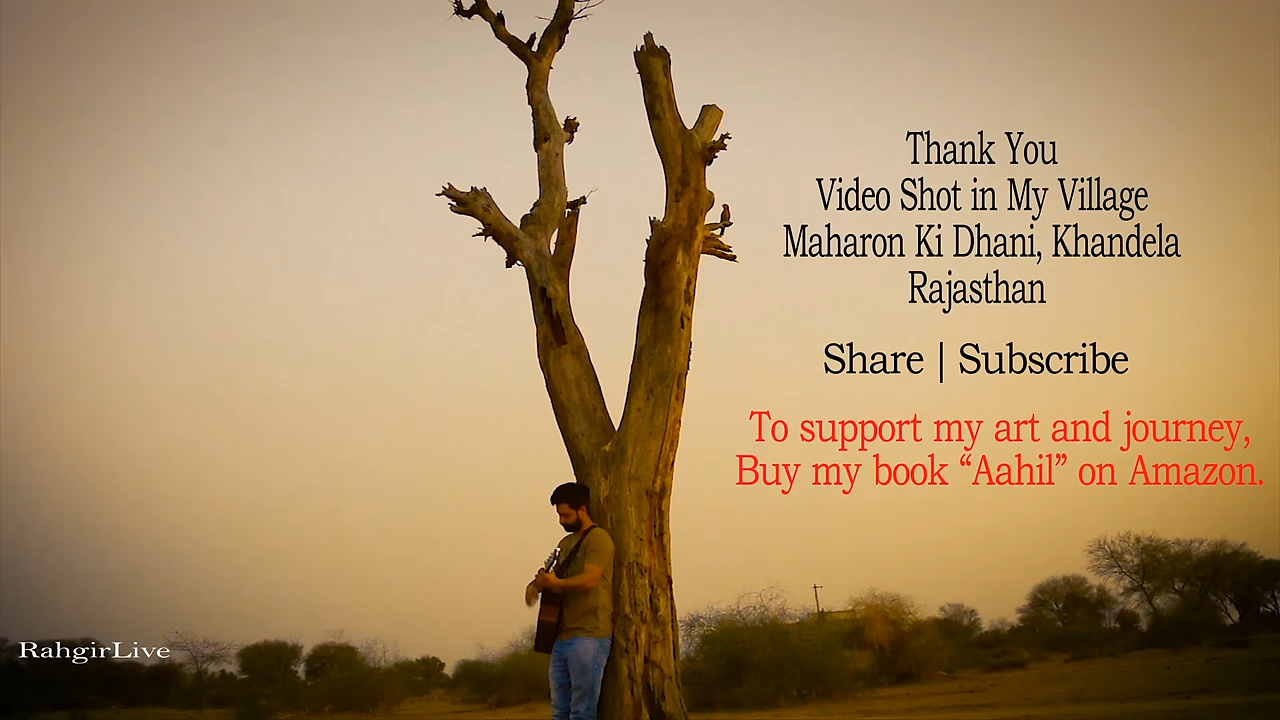 Thank You
Video Shot in My Village
Maharon Ki Dhani, Khandela
Rajasthan
Share | Subscribe
To support my art and journey,
Buy my book “Aahil” on Amazon.
RahgirLive